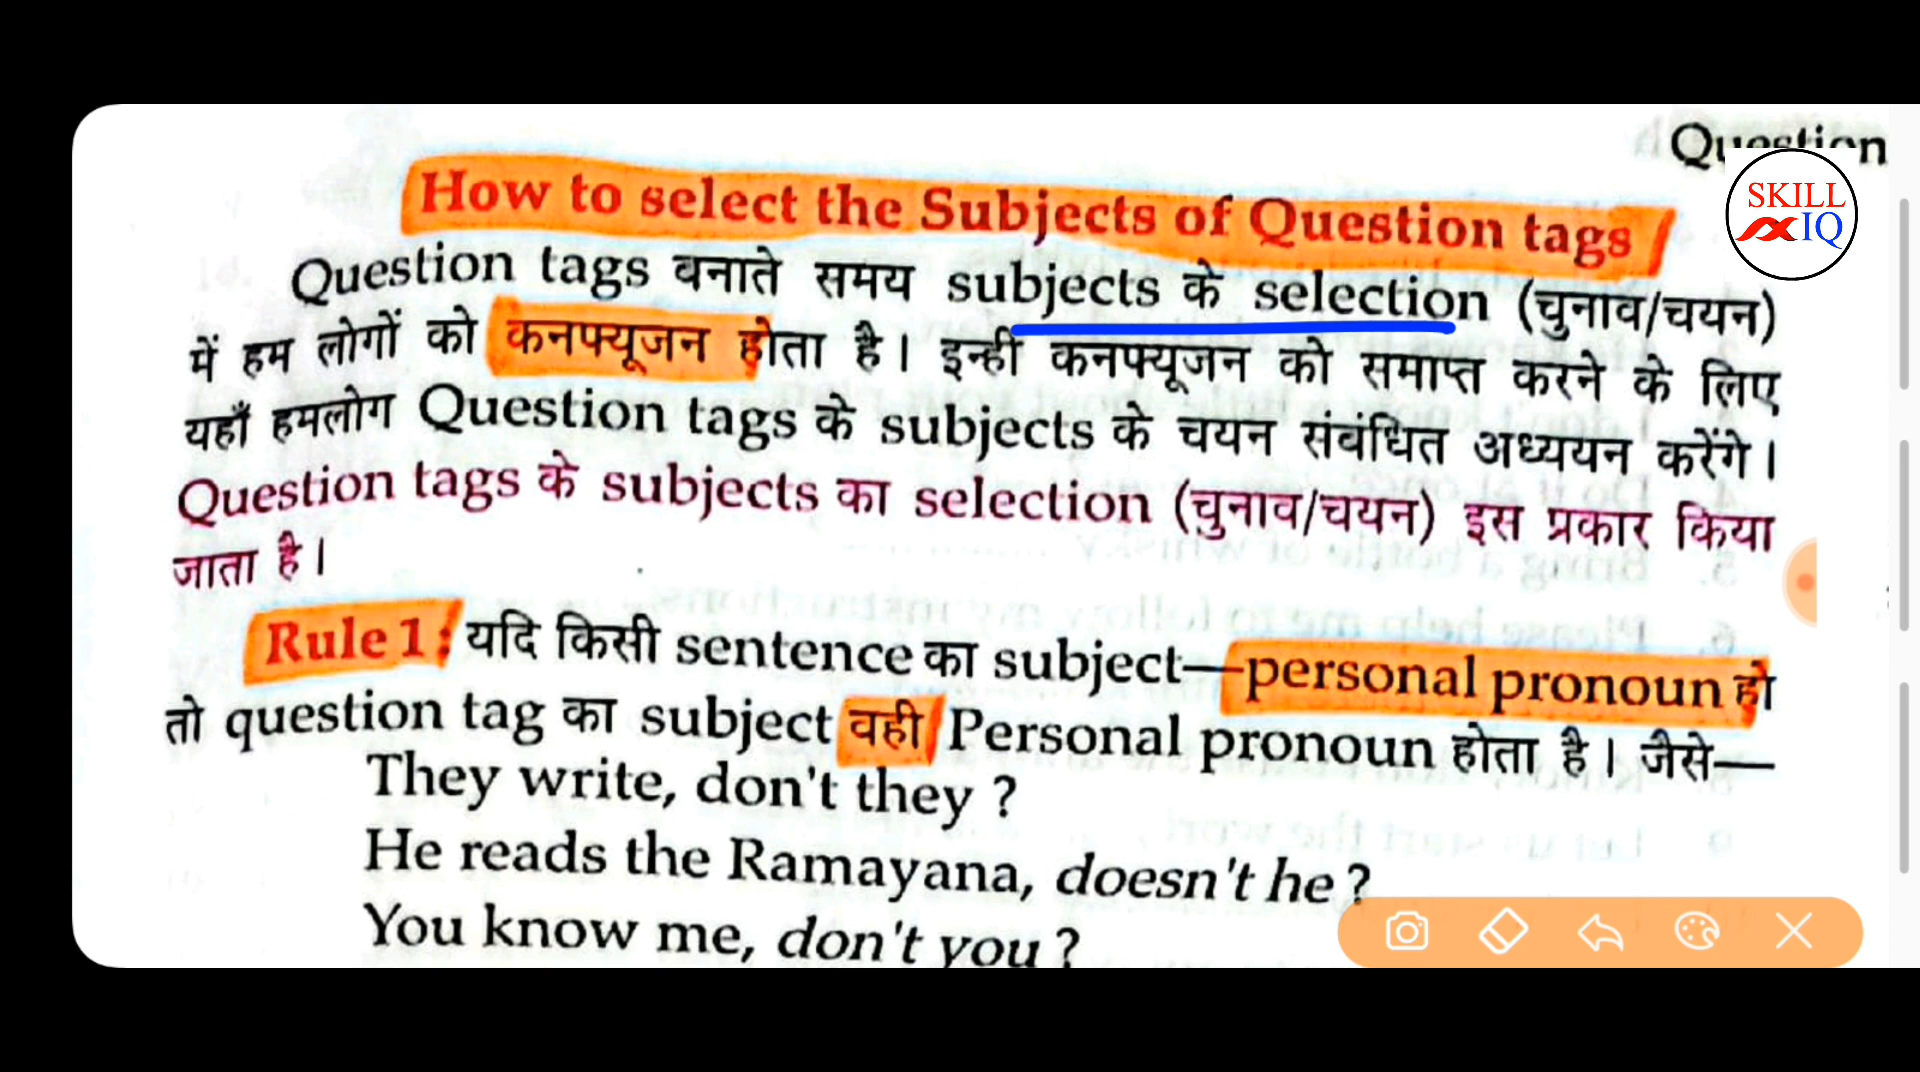 Question
SKILL
IQ
How to select the Subjects of Question tags
Question tags बनाते समय subjects के selection (चुनाव/चयन)
में हम लोगों को कनफ्यूजन होता है। इन्हीं कनफ्यूजन को समाप्त करने के लिए
यहाँ हमलोग Question tags के subjects के चयन संबंधित अध्ययन करेंगे।
Question tags के subjects का selection (चुनाव/चयन) इस प्रकार किया
जाता है।
Rule 1: यदि किसी sentence का subject—personal pronoun हो
तो question tag का subject वही Personal pronoun होता है। जैसे—
They write, don't they ?
He reads the Ramayana, doesn't he ?
You know me, don't you ?